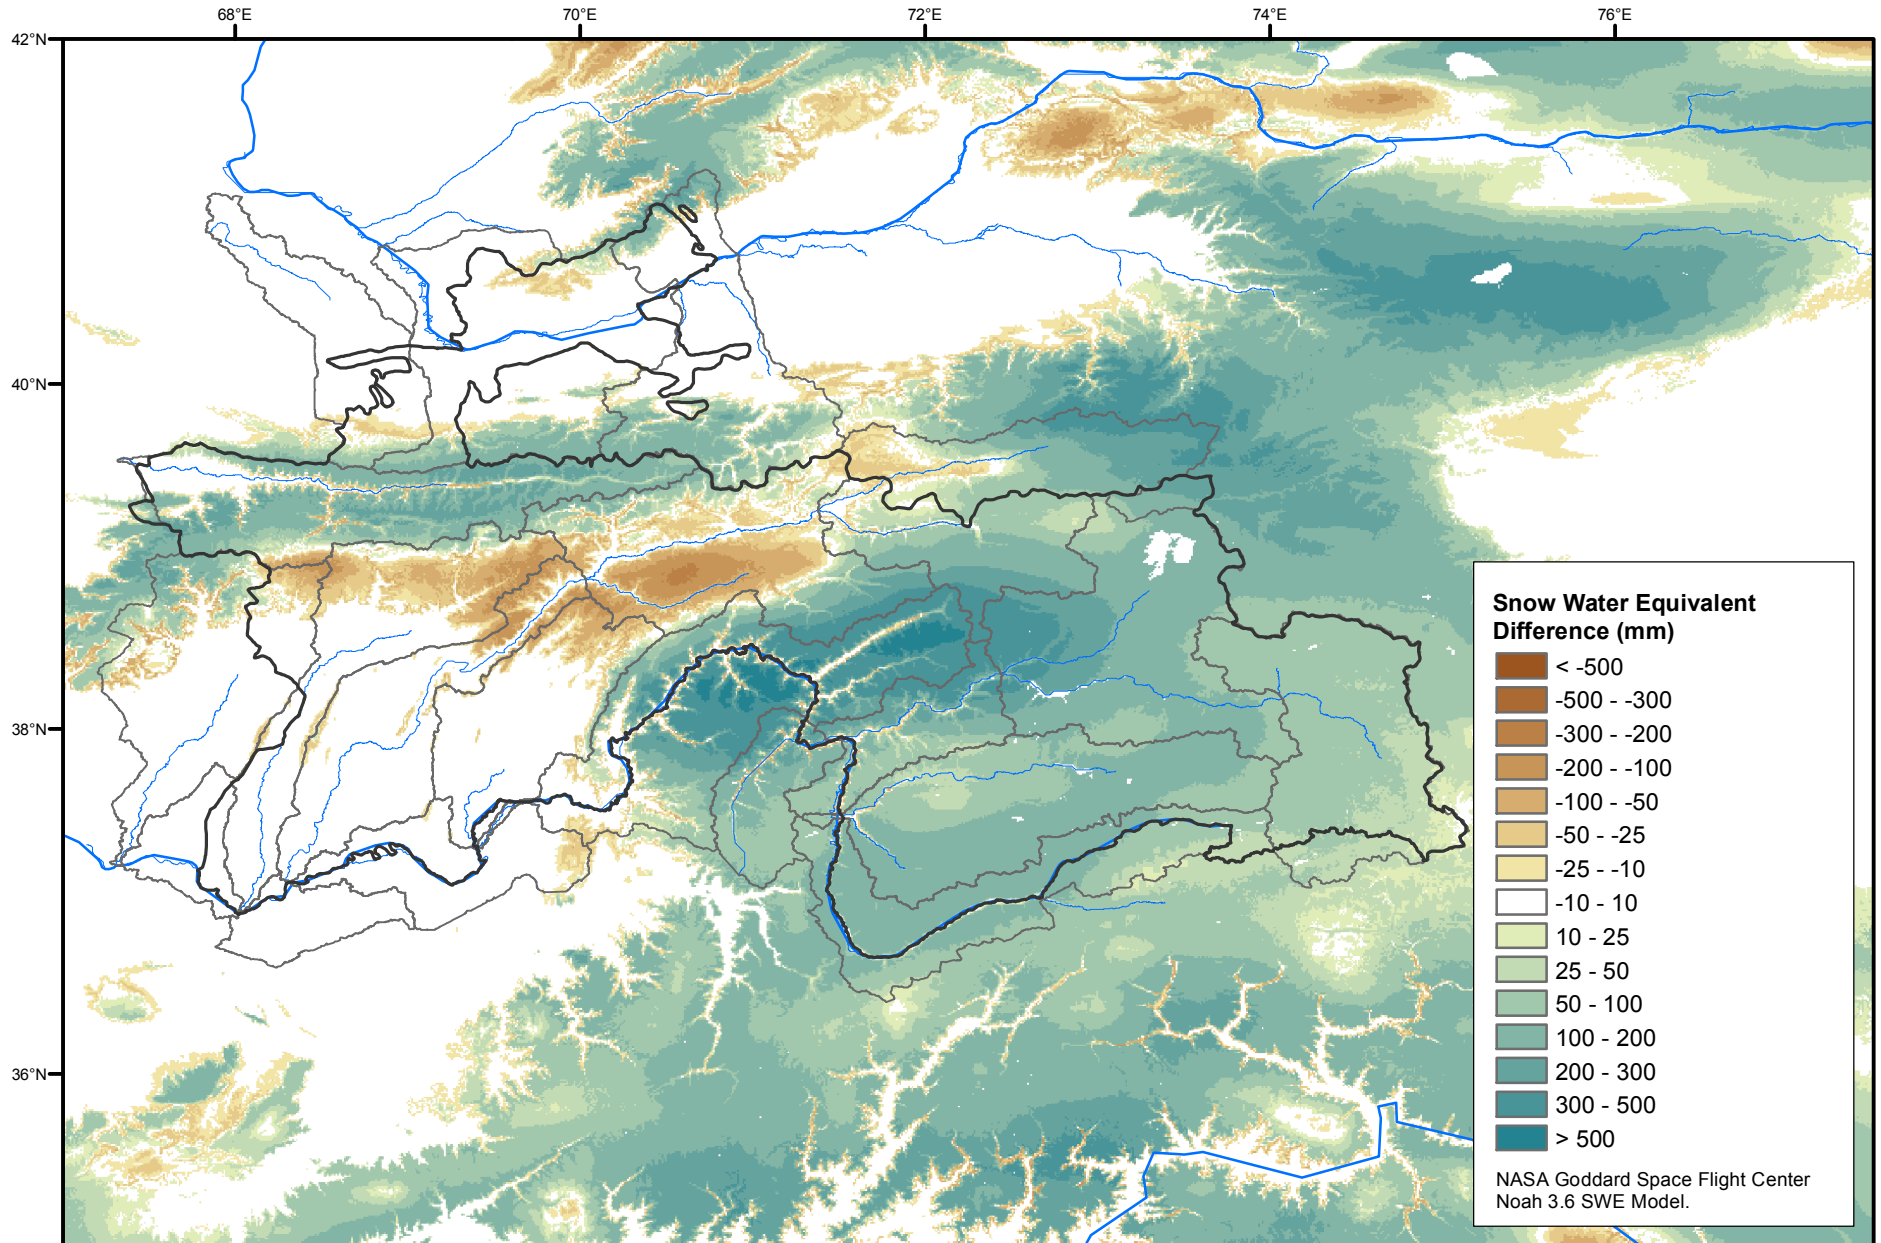 68°E 70°E 72°E 74°E 76°E
42°N
40°N
38°N
36°N
Snow Water Equivalent
Difference (mm)
< -500
-500 - -300
-300 - -200
-200 - -100
-100 - -50
-50 - -25
-25 - -10
-10 - 10
10 - 25
25 - 50
50 - 100
100 - 200
200 - 300
300 - 500
> 500
NASA Goddard Space Flight Center
Noah 3.6 SWE Model.